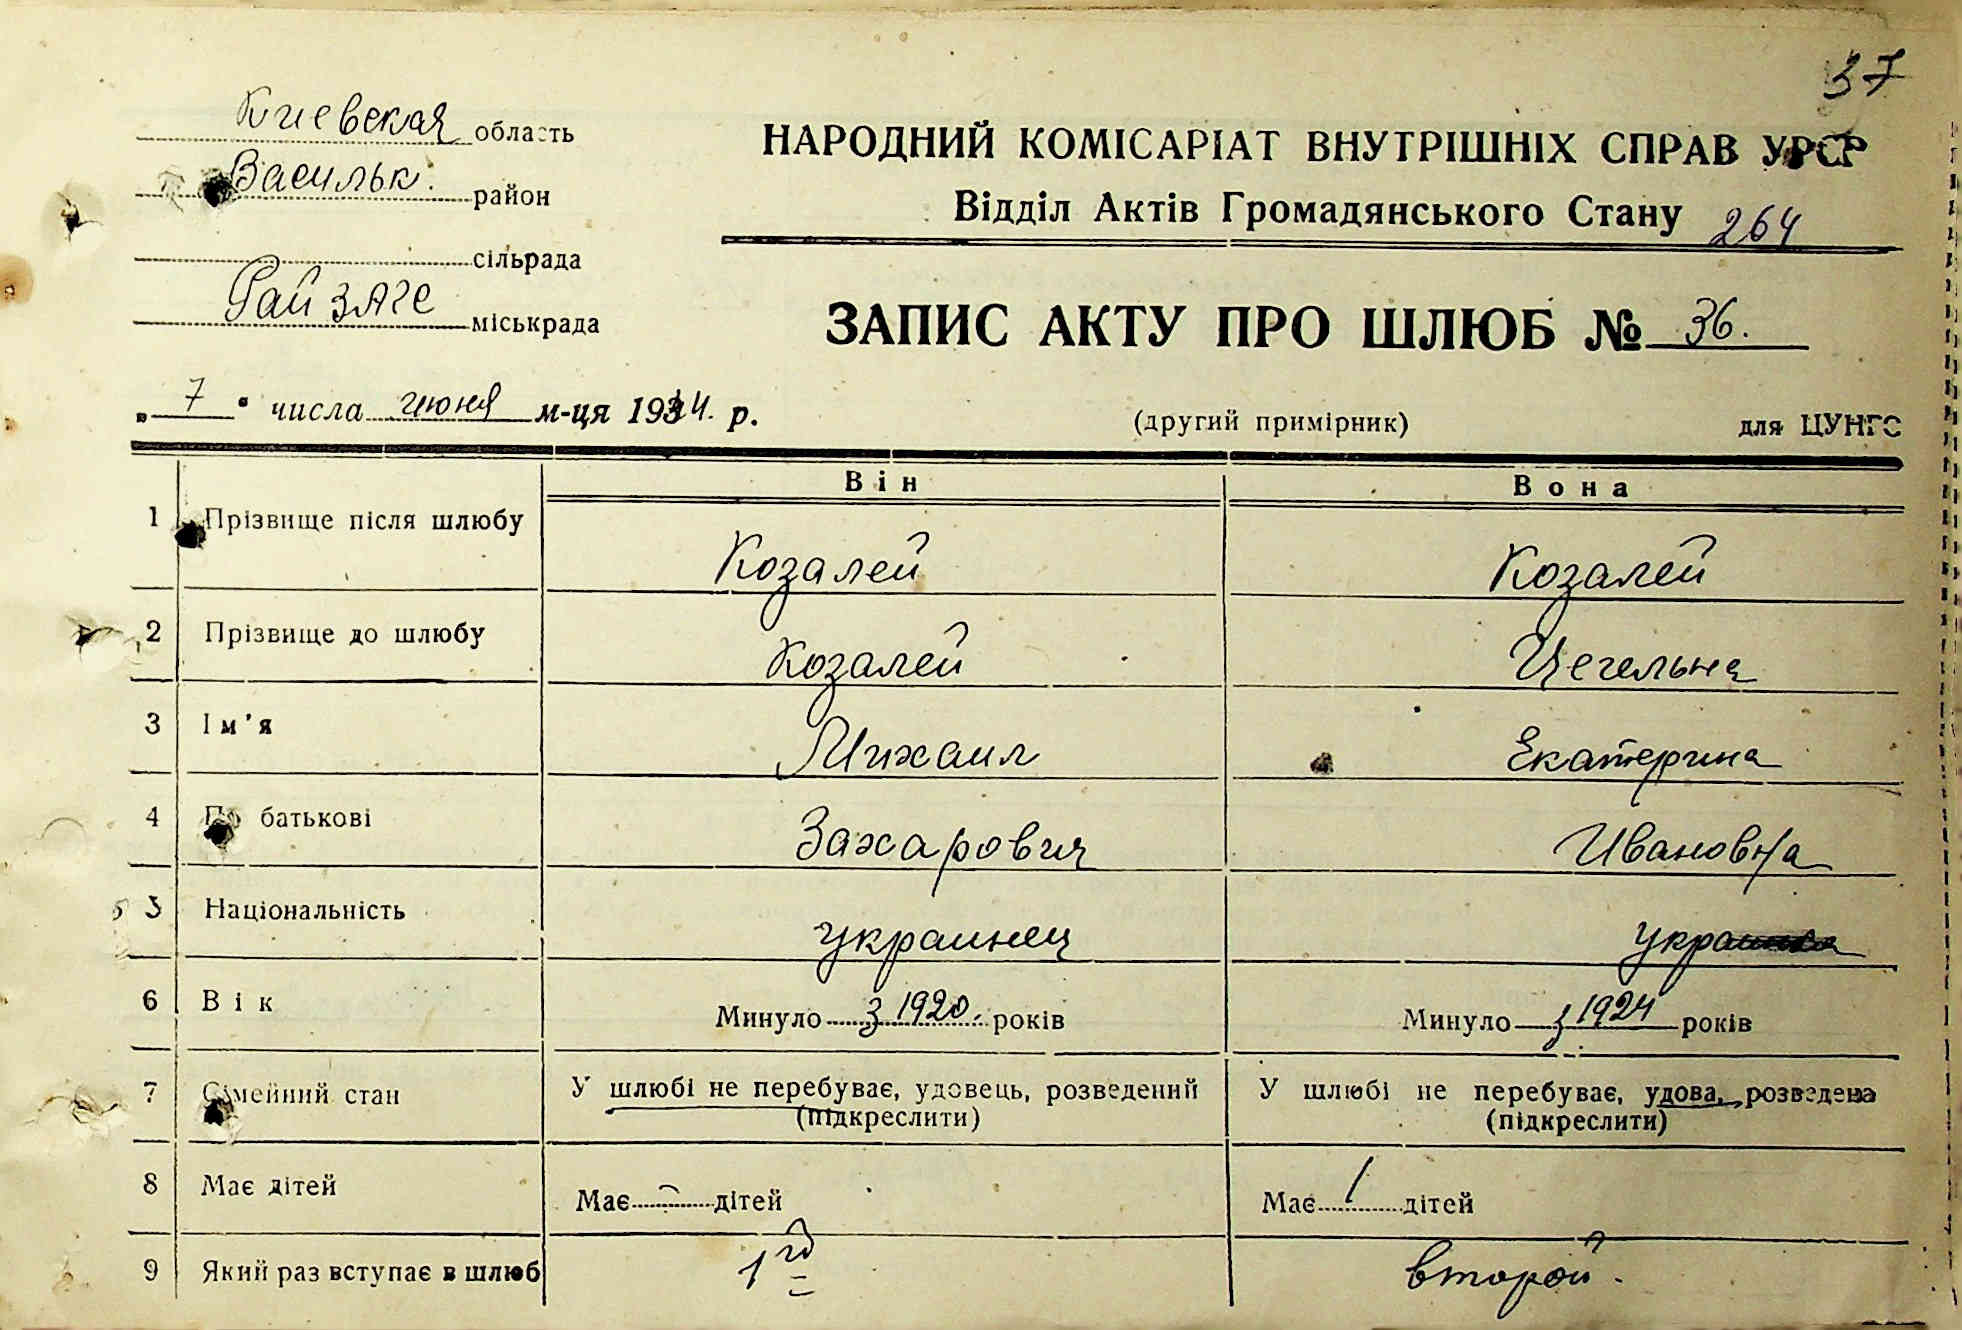 37
Киевская область
Васильк. район
сільрада
РайЗАГС міськрада
НАРОДНИЙ КОМІСАРІАТ ВНУТРІШНІХ СПРАВ УРСР
Відділ Актів Громадянського Стану 264
ЗАПИС АКТУ ПРО ШЛЮБ № 36.
„ 7 " числа июня м-ця 1944. р.
(другий примірник) для ЦУНГО
Він Вона
1 Прізвище після шлюбу Козалей Козалей
2 Прізвище до шлюбу Козалей Цегельна
3 Ім'я Михаил Екатерина
4 По батькові Захарович Ивановна
5 Національність украинец украинка
6 Вік Минуло з 1920. років Минуло з 1924 років
7 Сімейний стан У шлюбі не перебуває, удовець, розведений У шлюбі не перебуває, удова, розведена
(підкреслити) (підкреслити)
8 Має дітей Має - дітей Має 1 дітей
9 Який раз вступає в шлюб 1й второй.